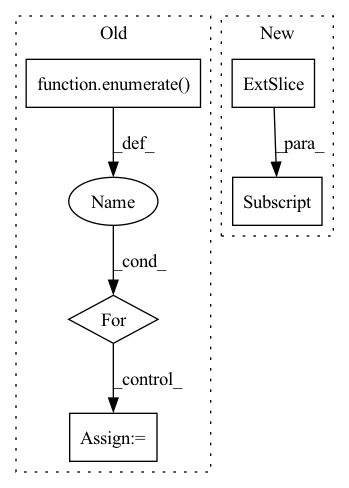 Old
New
function.enumerate()
ExtSlice
_def_
_para_
Name
Subscript
_cond_
For
_control_
Assign:=